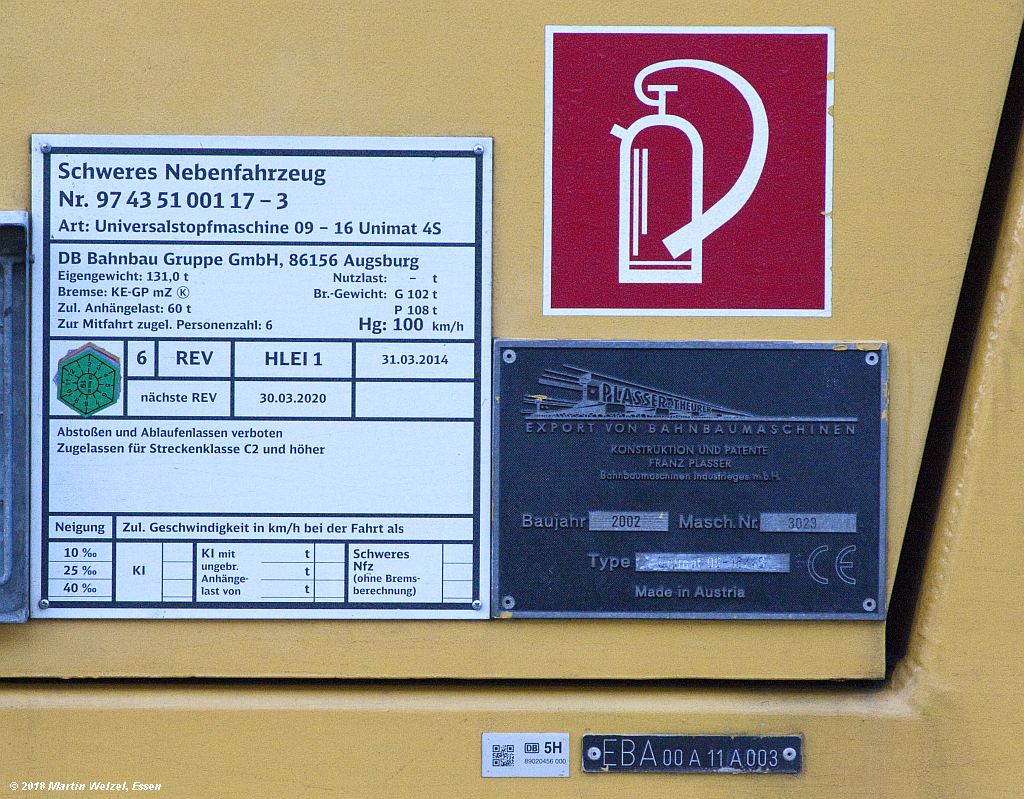 Schweres Nebenfahrzeug
Nr. 97 43 51 001 17 – 3
Art: Universalstopfmaschine 09 – 16 Unimat 4S
DB Bahnbau Gruppe GmbH, 86156 Augsburg
Eigengewicht: 131,0 t Nutzlast: – t
Bremse: KE-GP mZ Ⓚ Br.-Gewicht: G 102 t
Zul. Anhängelast: 60 t P 108 t
Zur Mitfahrt zugel. Personenzahl: 6 Hg: 100 km/h
6 REV HLEI 1 31.03.2014
nächste REV 30.03.2020
Abstoßen und Ablaufenlassen verboten
Zugelassen für Streckenklasse C2 und höher
Neigung Zul. Geschwindigkeit in km/h bei der Fahrt als
10 ‰
25 ‰
40 ‰
KI
KI mit t
ungebr. t
Anhänge-
last von t
Schweres
Nfz
(ohne Brems-
berechnung)
PLASSER & THEURER
EXPORT VON BAHNBAUMASCHINEN
KONSTRUKTION UND PATENTE
FRANZ PLASSER
Bahnbaumaschinen Industrieges.m.b.H.
Baujahr 2002 Masch.Nr. 3023
Type
CE
Made in Austria
DB 5H
89020456 000
EBA 00 A 11 A 003
© 2018 Martin Welzel, Essen